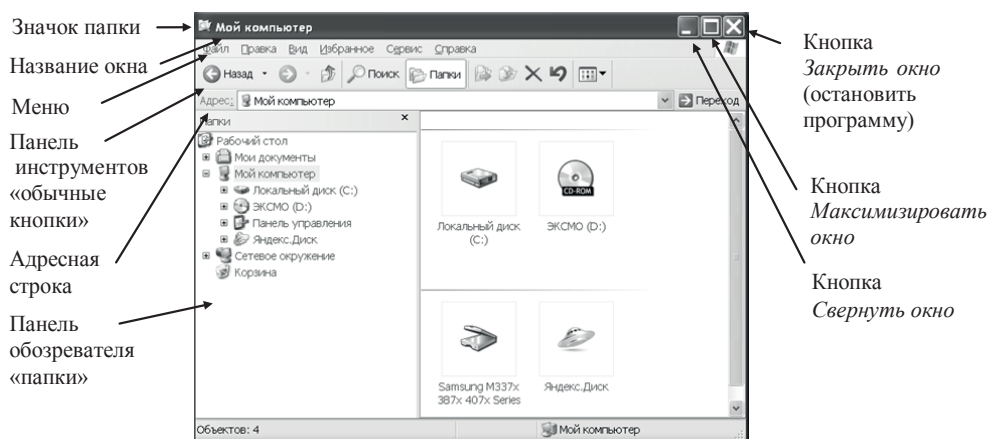 Значок папки
Название окна
Меню
Панель
инструментов
«обычные
кнопки»
Адресная
строка
Панель
обозревателя
«папки»
Мой компьютер
Файл Правка Вид Избранное Сервис Справка
Назад Поиск Папки
Адрес: Мой компьютер Переход
Папки
Рабочий стол
Мои документы
Мой компьютер
Локальный диск (C:)
ЭКСМО (D:)
Панель управления
Яндекс.Диск
Сетевое окружение
Корзина
CD-ROM
Локальный диск
(C:)
ЭКСМО (D:)
Samsung M337x
387x 407x Series
Яндекс.Диск
Объектов: 4
Мой компьютер
Кнопка
Закрыть окно
(остановить
программу)
Кнопка
Максимизировать
окно
Кнопка
Свернуть окно